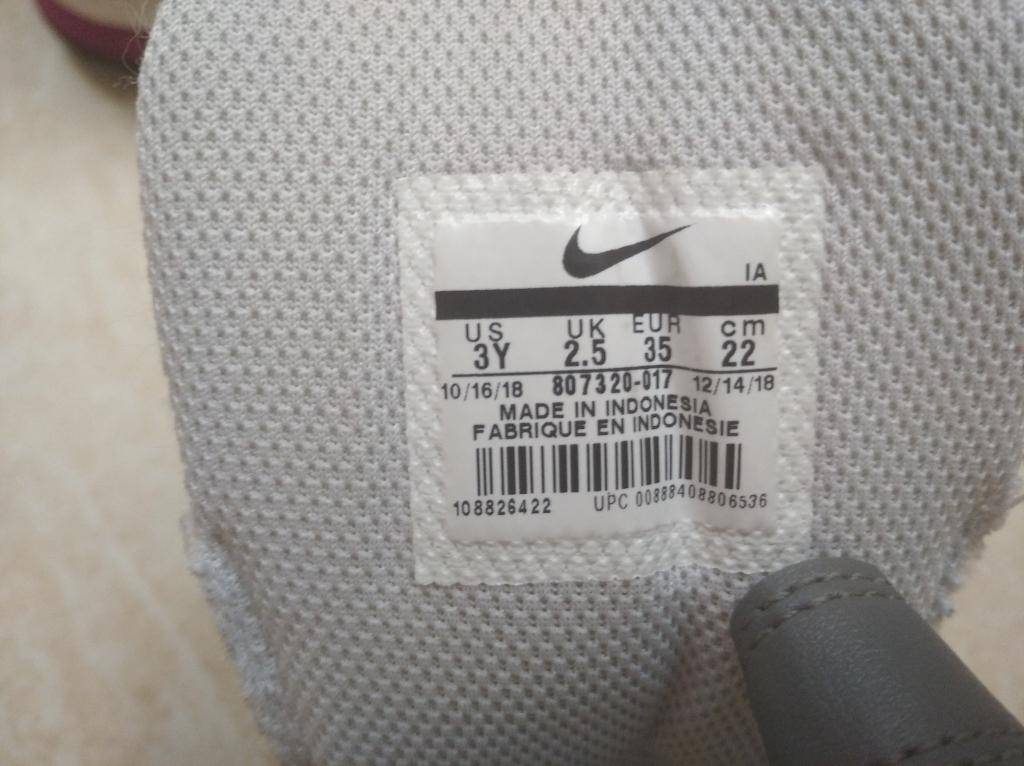 IA
US UK EUR cm
3Y 2.5 35 22
10/16/18 807320-017 12/14/18
MADE IN INDONESIA
FABRIQUE EN INDONESIE
108826422 UPC 00888408806536